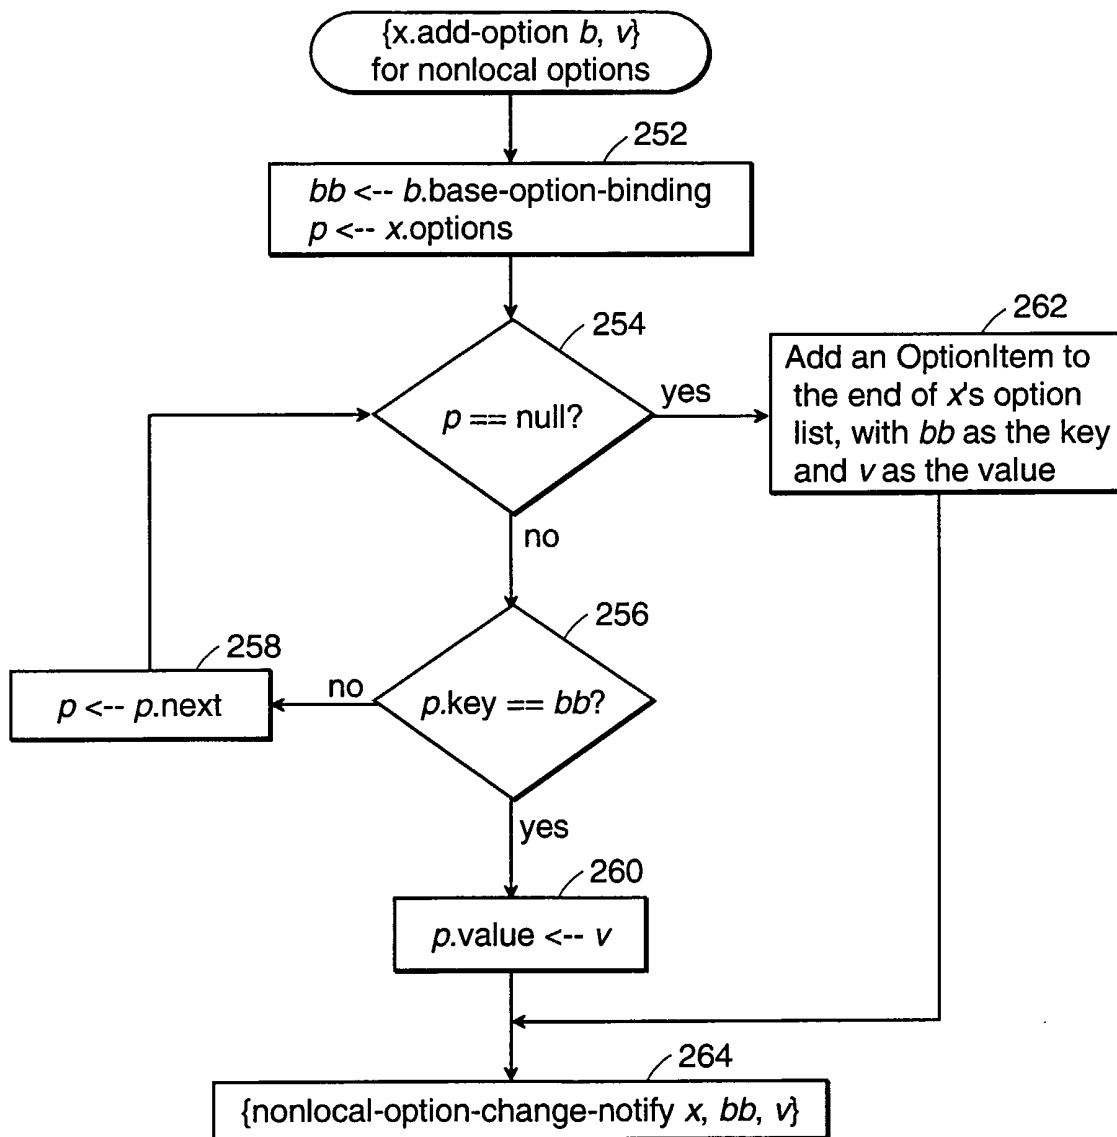 {x.add-option b, v}
for nonlocal options
252
bb <-- b.base-option-binding
p <-- x.options
254
262
p == null?
yes
Add an OptionItem to
the end of x's option
list, with bb as the key
and v as the value
no
256
258
p <-- p.next
no
p.key == bb?
yes
260
p.value <-- v
264
{nonlocal-option-change-notify x, bb, v}